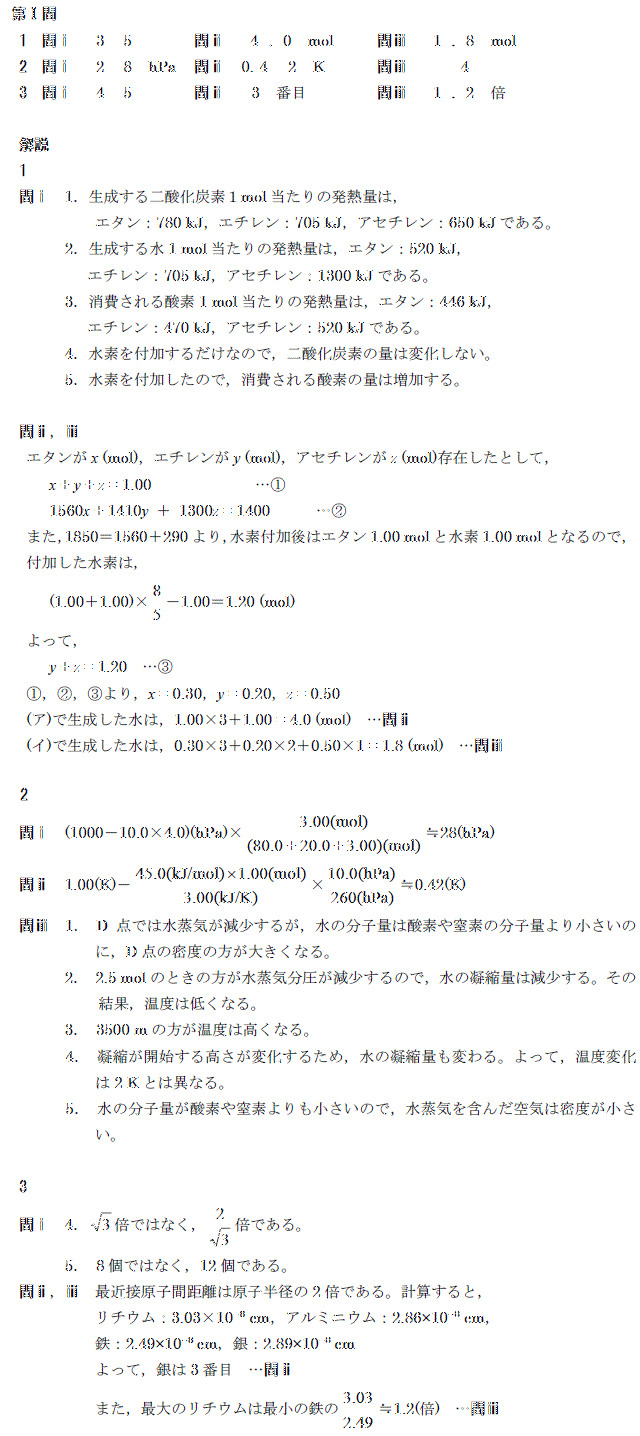 第1問
1 問ⅰ 3 5 問ⅱ 4 . 0 mol 問ⅲ 1 . 8 mol
2 問ⅰ 2 8 hPa 問ⅱ 0. 4 2 K 問ⅲ 4
3 問ⅰ 4 5 問ⅱ 3 番目 問ⅲ 1 . 2 倍
解説
1
問ⅰ 1. 生成する二酸化炭素 1 mol 当たりの発熱量は,
エタン:780 kJ, エチレン:705 kJ, アセチレン:650 kJ である。
2. 生成する水 1 mol 当たりの発熱量は, エタン:520 kJ,
エチレン:705 kJ, アセチレン:1300 kJ である。
3. 消費される酸素 1 mol 当たりの発熱量は, エタン:446 kJ,
エチレン:470 kJ, アセチレン:520 kJ である。
4. 水素を付加するだけなので, 二酸化炭素の量は変化しない。
5. 水素を付加したので, 消費される酸素の量は増加する。
問ⅱ, ⅲ
エタンが x (mol), エチレンが y (mol), アセチレンが z (mol)存在したとして,
x+y+z=1.00 …①
1560x+1410y + 1300z=1400 …②
また, 1850=1560+290 より, 水素付加後はエタン 1.00 mol と水素 1.00 mol となるので,
付加した水素は,
(1.00+1.00)×8/5−1.00=1.20 (mol)
よって,
y+z=1.20 …③
①, ②, ③より, x=0.30, y=0.20, z=0.50
(ア)で生成した水は, 1.00×3+1.00=4.0 (mol) …問ⅱ
(イ)で生成した水は, 0.30×3+0.20×2+0.50×1=1.8 (mol) …問ⅲ
2
問ⅰ (1000−10.0×4.0)(hPa)×3.00(mol)/(80.0+20.0+3.00)(mol)≒28(hPa)
問ⅱ 1.00(K)−45.0(kJ/mol)×1.00(mol)/3.00(kJ/K)×10.0(hPa)/260(hPa)≒0.42(K)
問ⅲ 1. D 点では水蒸気が減少するが, 水の分子量は酸素や窒素の分子量より小さいの
に, D 点の密度の方が大きくなる。
2. 2.5 mol のときの方が水蒸気分圧が減少するので, 水の凝縮量は減少する。その
結果, 温度は低くなる。
3. 3500 m の方が温度は高くなる。
4. 凝縮が開始する高さが変化するため, 水の凝縮量も変わる。よって, 温度変化
は 2 K とは異なる。
5. 水の分子量が酸素や窒素よりも小さいので, 水蒸気を含んだ空気は密度が小さ
い。
3
問ⅰ 4. √3 倍ではなく, 2/√3 倍である。
5. 8個ではなく, 12個である。
問ⅱ, ⅲ 最近接原子間距離は原子半径の 2 倍である。計算すると,
リチウム:3.03×10⁻⁸ cm, アルミニウム:2.86×10⁻⁸ cm,
鉄:2.49×10⁻⁸ cm, 銀:2.89×10⁻⁸ cm
よって, 銀は 3 番目 …問ⅱ
また, 最大のリチウムは最小の鉄の 3.03/2.49≒1.2(倍) …問ⅲ